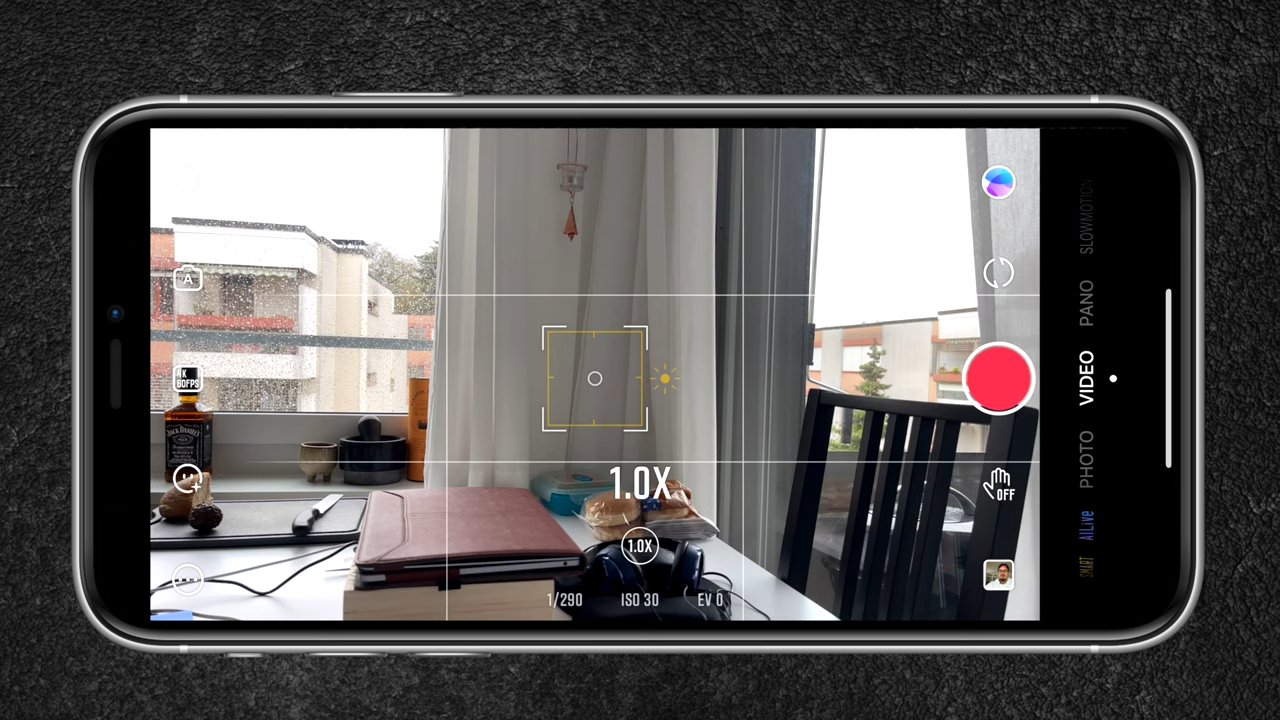 A
4K
60FPS
JACK DANIEL'S
1.0X
1.0X
1/290
ISO 30
EV 0
OFF
SLOWMOTION
PANO
VIDEO
PHOTO
AILive
SMART